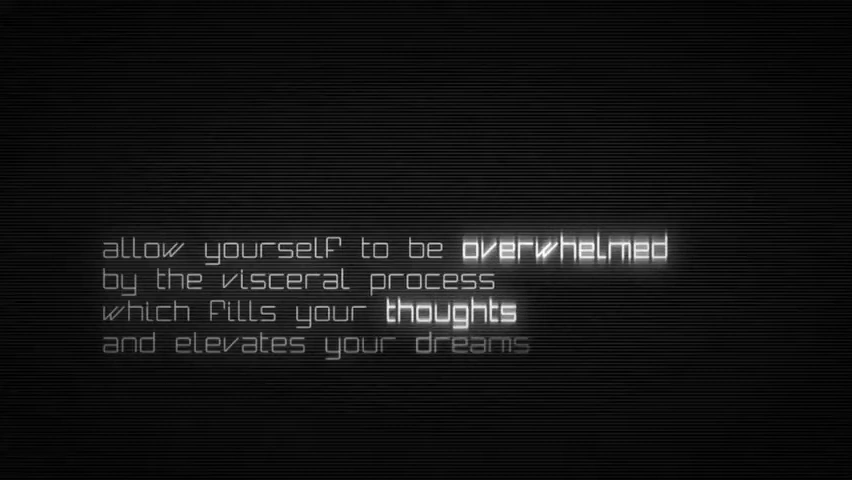 allow yourself to be overwhelmed
by the visceral process
which fills your thoughts
and elevates your dreams